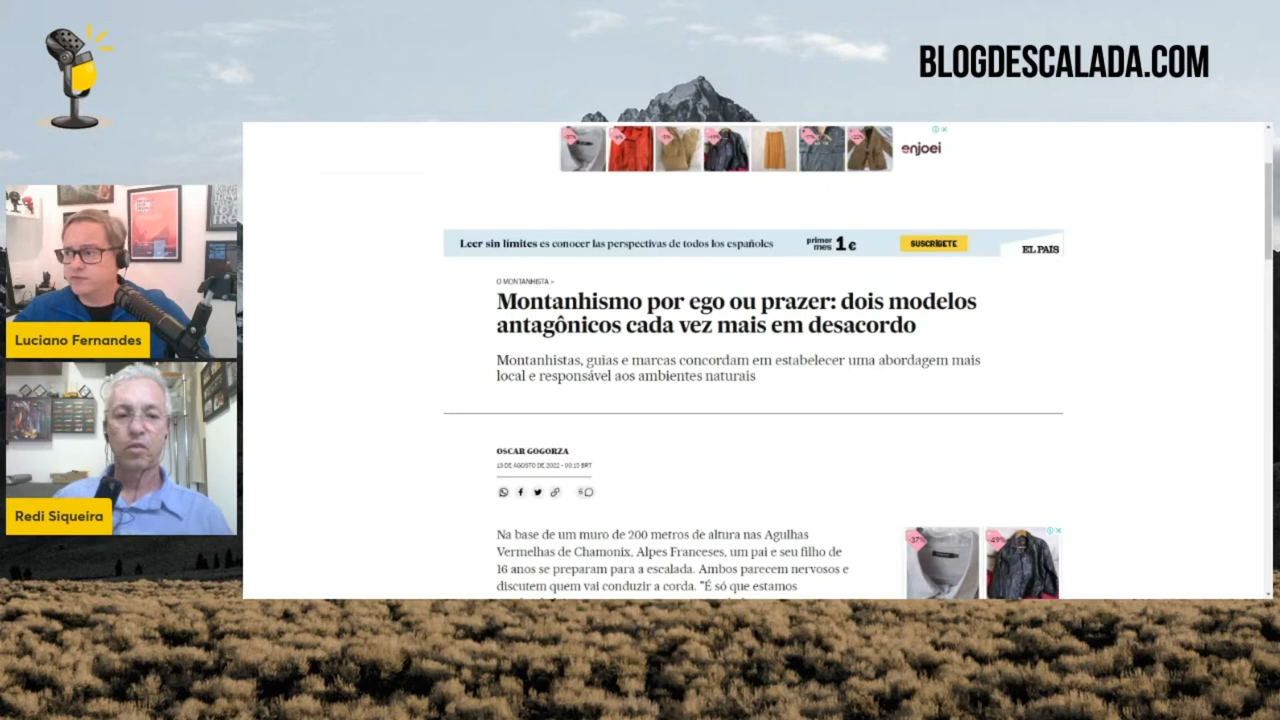 BLOGDESCALADA.COM
enjoei
Leer sin límites es conocer las perspectivas de todos los españoles
primer mes 1 €
SUSCRÍBETE
EL PAÍS
Luciano Fernandes
Redi Siqueira
O MONTANHISTA >
Montanhismo por ego ou prazer: dois modelos
antagônicos cada vez mais em desacordo
Montanhistas, guias e marcas concordam em estabelecer uma abordagem mais
local e responsável aos ambientes naturais
OSCAR GOGORZA
13 DE AGOSTO DE 2022 - 00:15 BRT
Na base de um muro de 200 metros de altura nas Agulhas
Vermelhas de Chamonix, Alpes Franceses, um pai e seu filho de
16 anos se preparam para a escalada. Ambos parecem nervosos e
discutem quem vai conduzir a corda. "É só que estamos